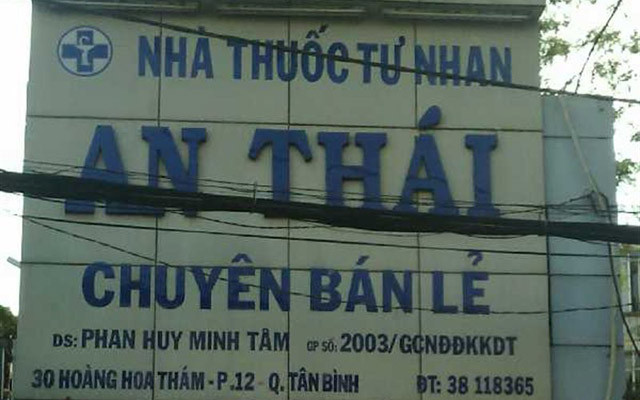 NHÀ THUỐC TƯ NHAN
AN THÁI
CHUYÊN BÁN LẺ
DS: PHAN HUY MINH TÂM GP SỐ: 2003/GCNĐĐKKDT
30 HOÀNG HOA THÁM - P.12 - Q.TÂN BÌNH ĐT: 38 118365